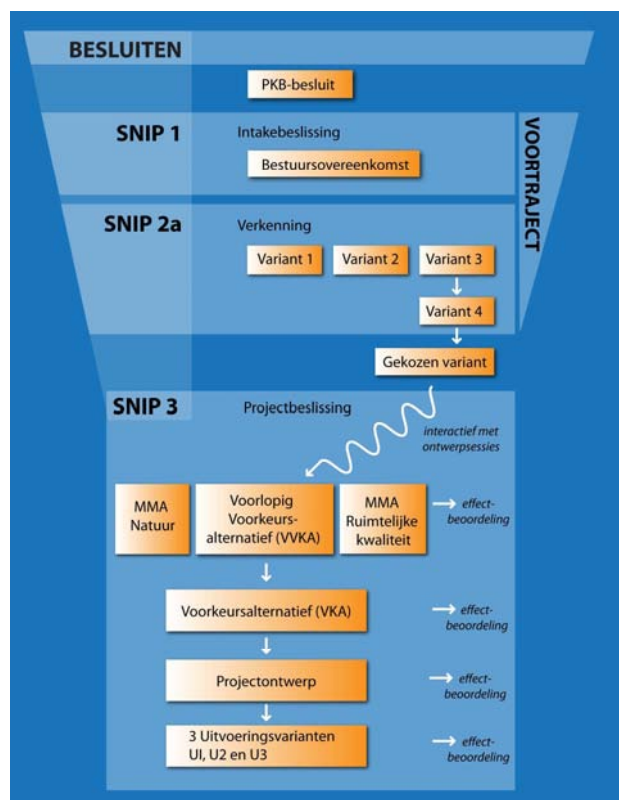 BESLUITEN
PKB-besluit
SNIP 1
Intakebeslissing
Bestuursovereenkomst
VOORTRAJECT
SNIP 2a
Verkenning
Variant 1
Variant 2
Variant 3
Variant 4
Gekozen variant
SNIP 3
Projectbeslissing
interactief met
ontwerpsessies
MMA
Natuur
Voorlopig
Voorkeurs-
alternatief (VVKA)
MMA
Ruimtelijke
kwaliteit
effect-
beoordeling
Voorkeursalternatief (VKA)
effect-
beoordeling
Projectontwerp
effect-
beoordeling
3 Uitvoeringsvarianten
UI, U2 en U3
effect-
beoordeling